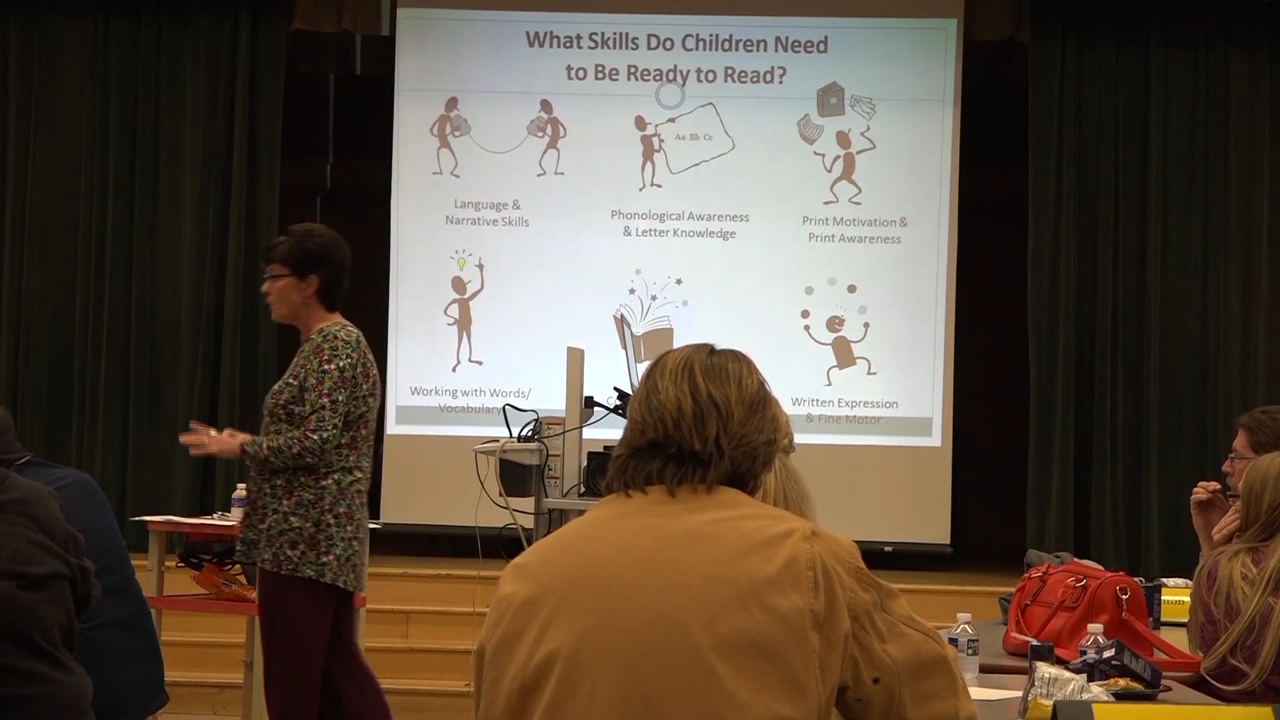 What Skills Do Children Need
to Be Ready to Read?
Aa Bb Cc
Language &
Narrative Skills
Phonological Awareness
& Letter Knowledge
Print Motivation &
Print Awareness
Working with Words/
Vocabulary
Written Expression
& Fine Motor